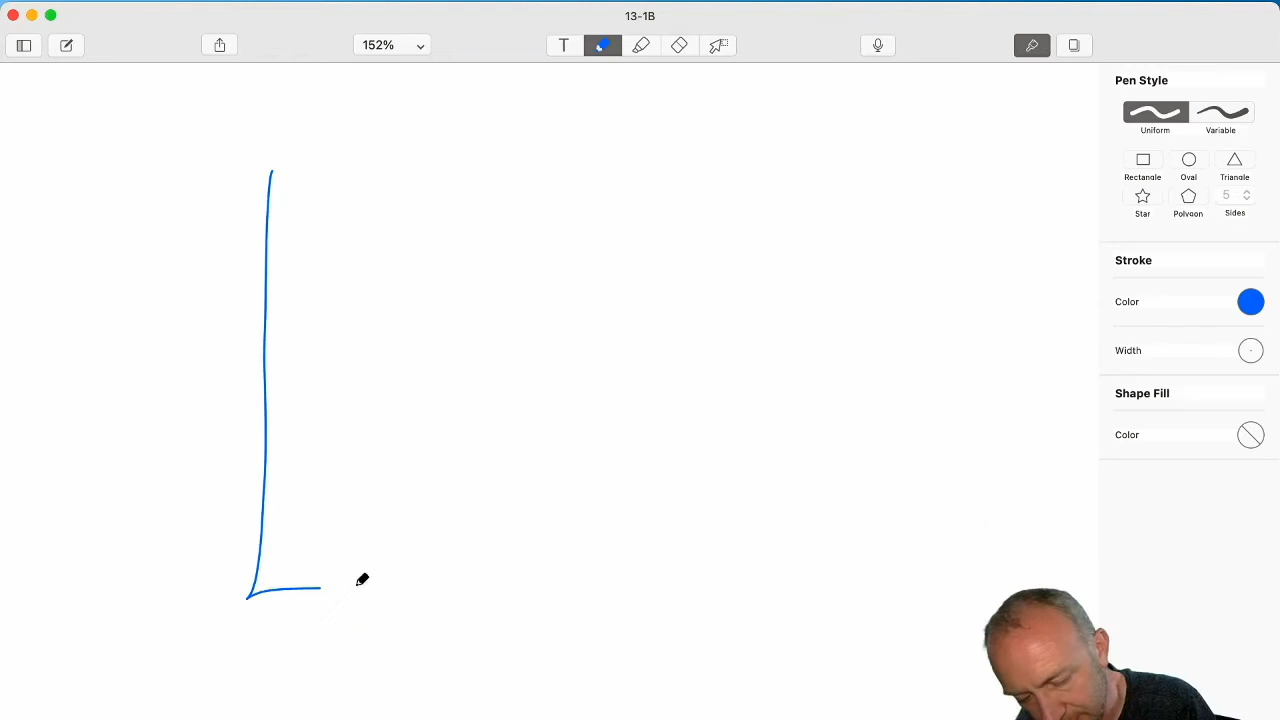 13-1B
152%
T
Pen Style
Uniform
Variable
Rectangle
Oval
Triangle
5
Star
Polygon
Sides
Stroke
Color
Width
Shape Fill
Color